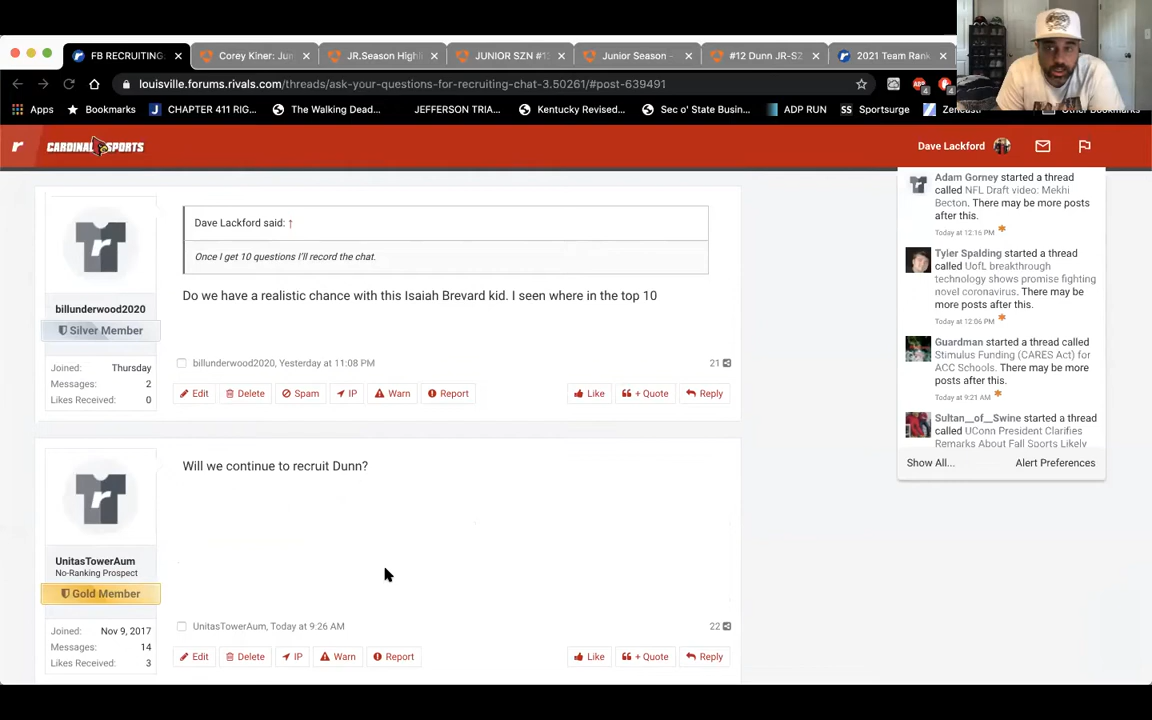 FB RECRUITING
Corey Kiner: Jun
JR.Season Highli
JUNIOR SZN #1
Junior Season -
#12 Dunn JR-SZ
2021 Team Rank
louisville.forums.rivals.com/threads/ask-your-questions-for-recruiting-chat-3.50261/#post-639491
Apps
Bookmarks
CHAPTER 411 RIG...
The Walking Dead...
JEFFERSON TRIA...
Kentucky Revised...
Sec o' State Busin...
ADP RUN
SS Sportsurge
Zencast
Other Bookmarks
r CARDINAL SPORTS
Dave Lackford
billunderwood2020
Silver Member
Joined: Thursday
Messages: 2
Likes Received: 0
Dave Lackford said: ↑
Once I get 10 questions I'll record the chat.
Do we have a realistic chance with this Isaiah Brevard kid. I seen where in the top 10
billunderwood2020, Yesterday at 11:08 PM
21
Edit Delete Spam IP Warn Report
Like + Quote Reply
UnitasTowerAum
No-Ranking Prospect
Gold Member
Joined: Nov 9, 2017
Messages: 14
Likes Received: 3
Will we continue to recruit Dunn?
UnitasTowerAum, Today at 9:26 AM
22
Edit Delete IP Warn Report
Like + Quote Reply
Adam Gorney started a thread
called NFL Draft video: Mekhi
Becton. There may be more posts
after this.
Today at 12:16 PM
Tyler Spalding started a thread
called UofL breakthrough
technology shows promise fighting
novel coronavirus. There may be
more posts after this.
Today at 12:06 PM
Guardman started a thread called
Stimulus Funding (CARES Act) for
ACC Schools. There may be more
posts after this.
Today at 9:21 AM
Sultan__of__Swine started a thread
called UConn President Clarifies
Remarks About Fall Sports Likely
Show All...
Alert Preferences